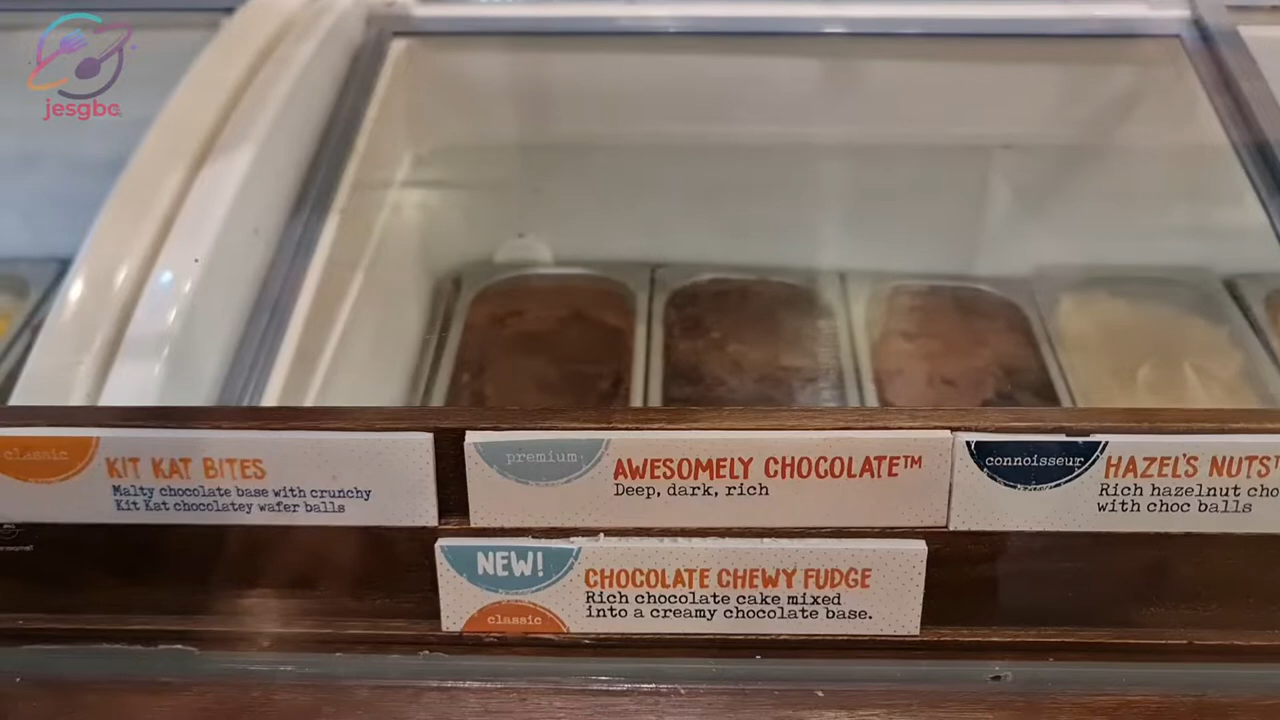 jesgbc
classic
KIT KAT BITES
Malty chocolate base with crunchy
Kit Kat chocolatey wafer balls
premium
AWESOMELY CHOCOLATE™
Deep, dark, rich
connoisseur
HAZEL'S NUTS
Rich hazelnut cho
with choc balls
NEW!
classic
CHOCOLATE CHEWY FUDGE
Rich chocolate cake mixed
into a creamy chocolate base.